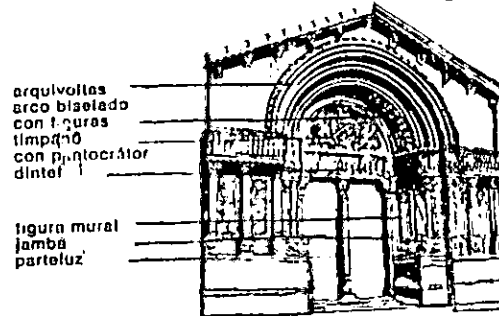 arquivoltas
arco biselado
con figuras
tímpano
con pantocrátor
dintel
figura mural
jamba
parteluz